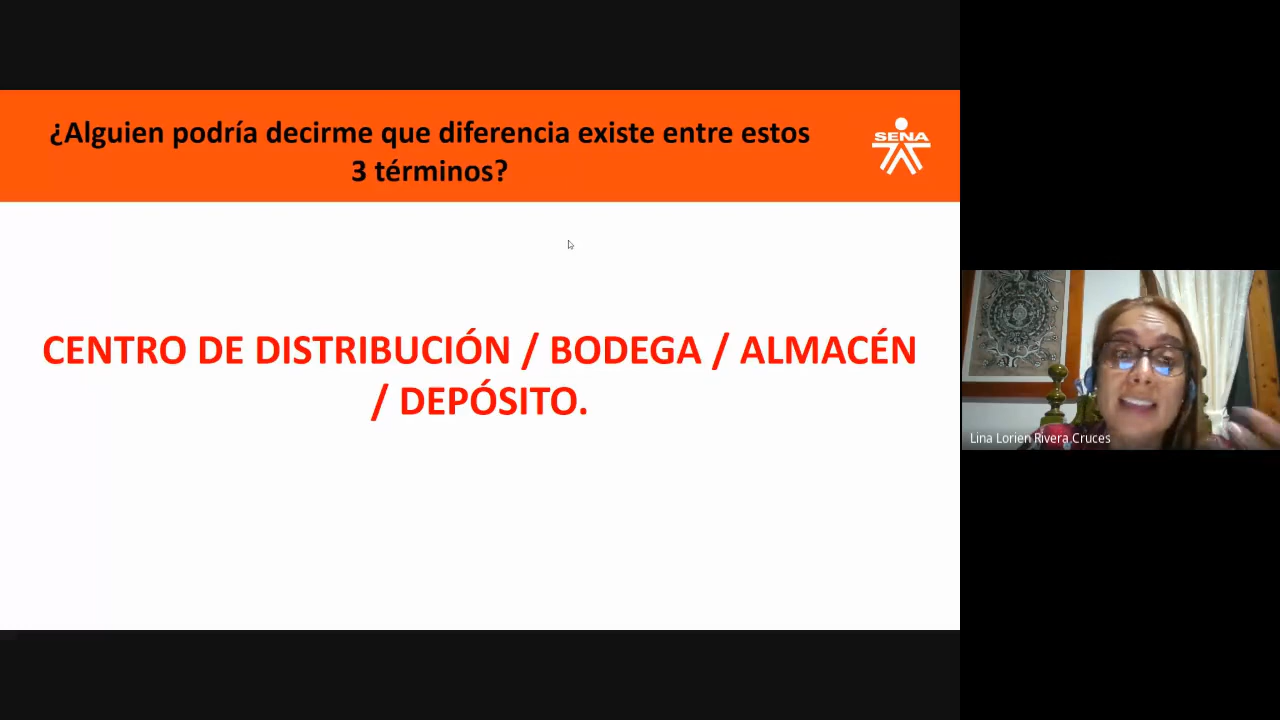 ¿Alguien podría decirme que diferencia existe entre estos
3 términos?
SENA
CENTRO DE DISTRIBUCIÓN / BODEGA / ALMACÉN
/ DEPÓSITO.
Lina Lorien Rivera Cruces